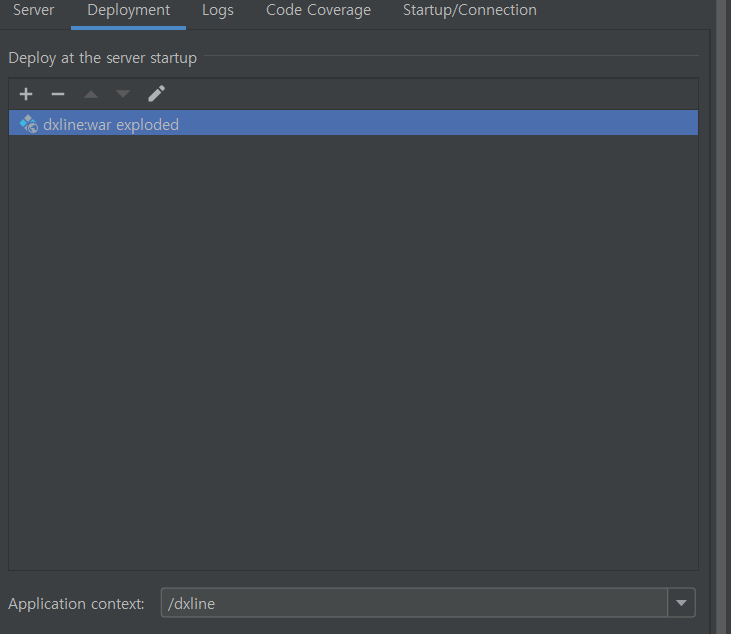 Server Deployment Logs Code Coverage Startup/Connection
Deploy at the server startup
dxline:war exploded
Application context: /dxline